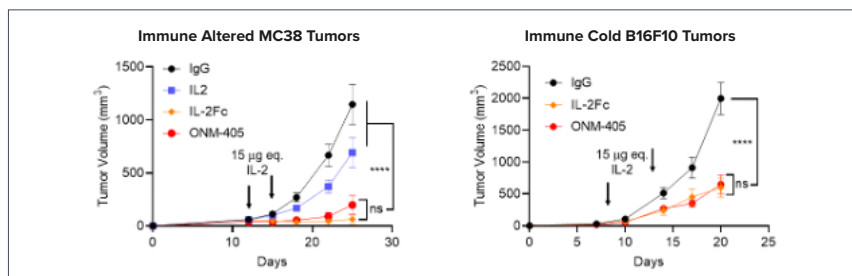 Immune Altered MC38 Tumors
1500
1000
500
0
Tumor Volume (mm³)
IgG
IL2
IL-2Fc
ONM-405
15 µg eq.
IL-2
****
ns
0
10
20
30
Days
Immune Cold B16F10 Tumors
2500
2000
1500
1000
500
0
Tumor Volume (mm³)
IgG
IL-2Fc
ONM-405
15 µg eq.
IL-2
****
ns
0
5
10
15
20
25
Days